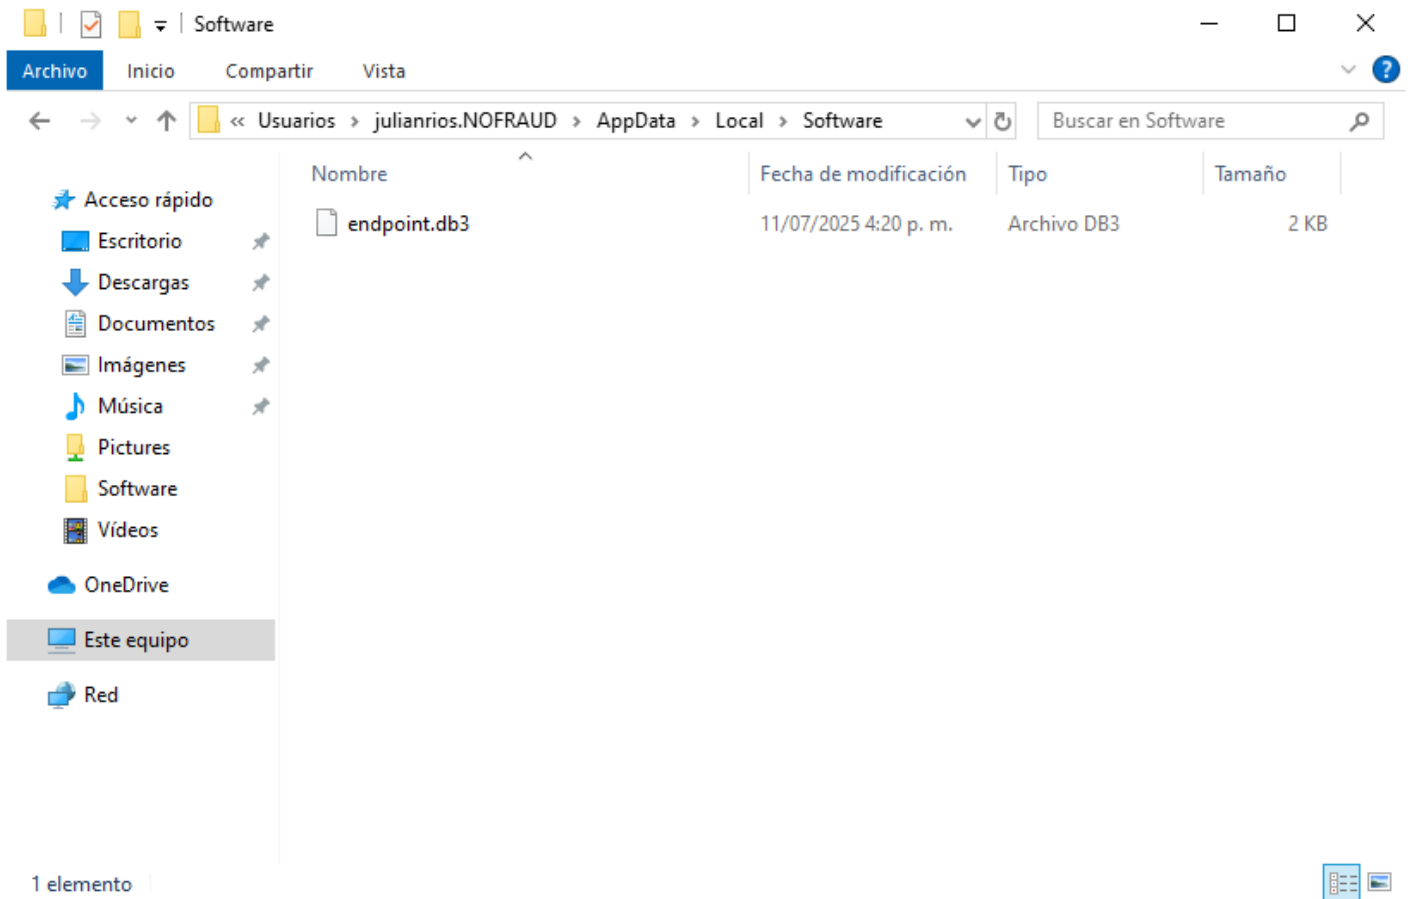 Software
Archivo Inicio Compartir Vista
« Usuarios › julianrios.NOFRAUD › AppData › Local › Software
Buscar en Software
Nombre Fecha de modificación Tipo Tamaño
endpoint.db3 11/07/2025 4:20 p. m. Archivo DB3 2 KB
Acceso rápido
Escritorio
Descargas
Documentos
Imágenes
Música
Pictures
Software
Vídeos
OneDrive
Este equipo
Red
1 elemento